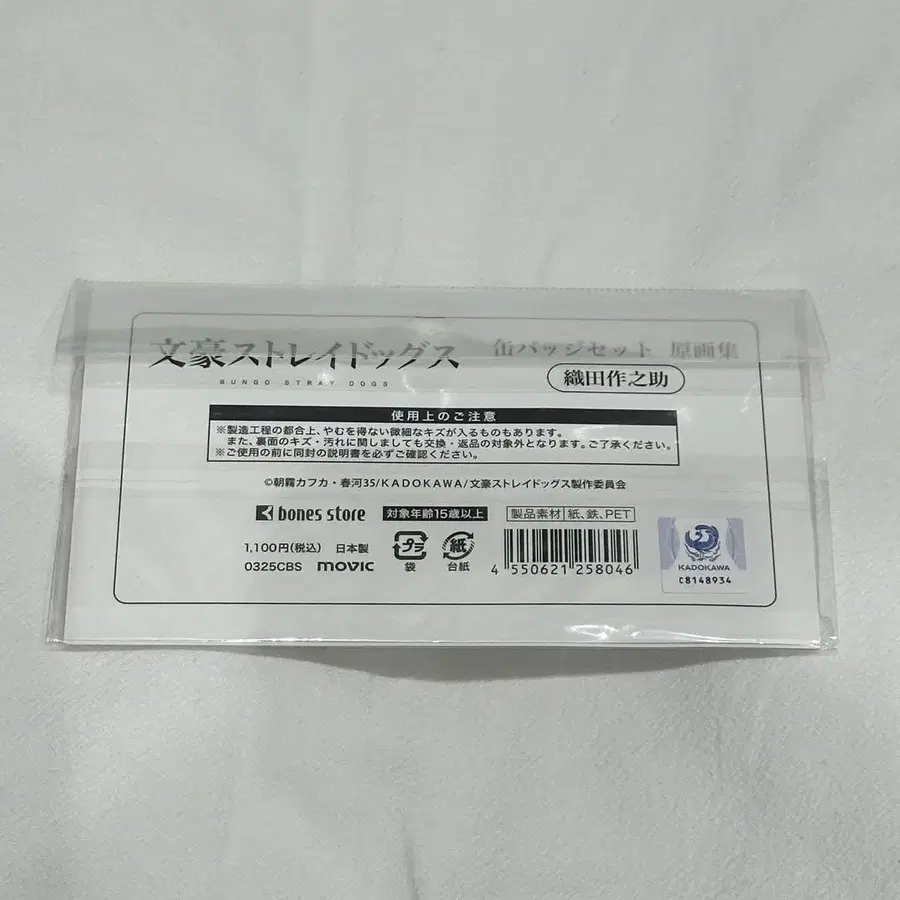 文豪ストレイドッグス 缶バッジセット 原画集
BUNGO STRAY DOGS
織田作之助
使用上のご注意
※製造工程の都合上、やむを得ない微細なキズが入るものもあります。
また、裏面のキズ・汚れに関しましても交換・返品の対象外となります。ご了承ください。
※ご使用の前に同封の説明書を必ずご確認ください。
©朝霧カフカ・春河35/KADOKAWA/文豪ストレイドッグス製作委員会
bones store 対象年齢15歳以上 製品素材 紙、鉄、PET
1,100円(税込) 日本製 プラ 紙
0325CBS movic 袋 台紙
4 550621 258046
KADOKAWA
C8148934